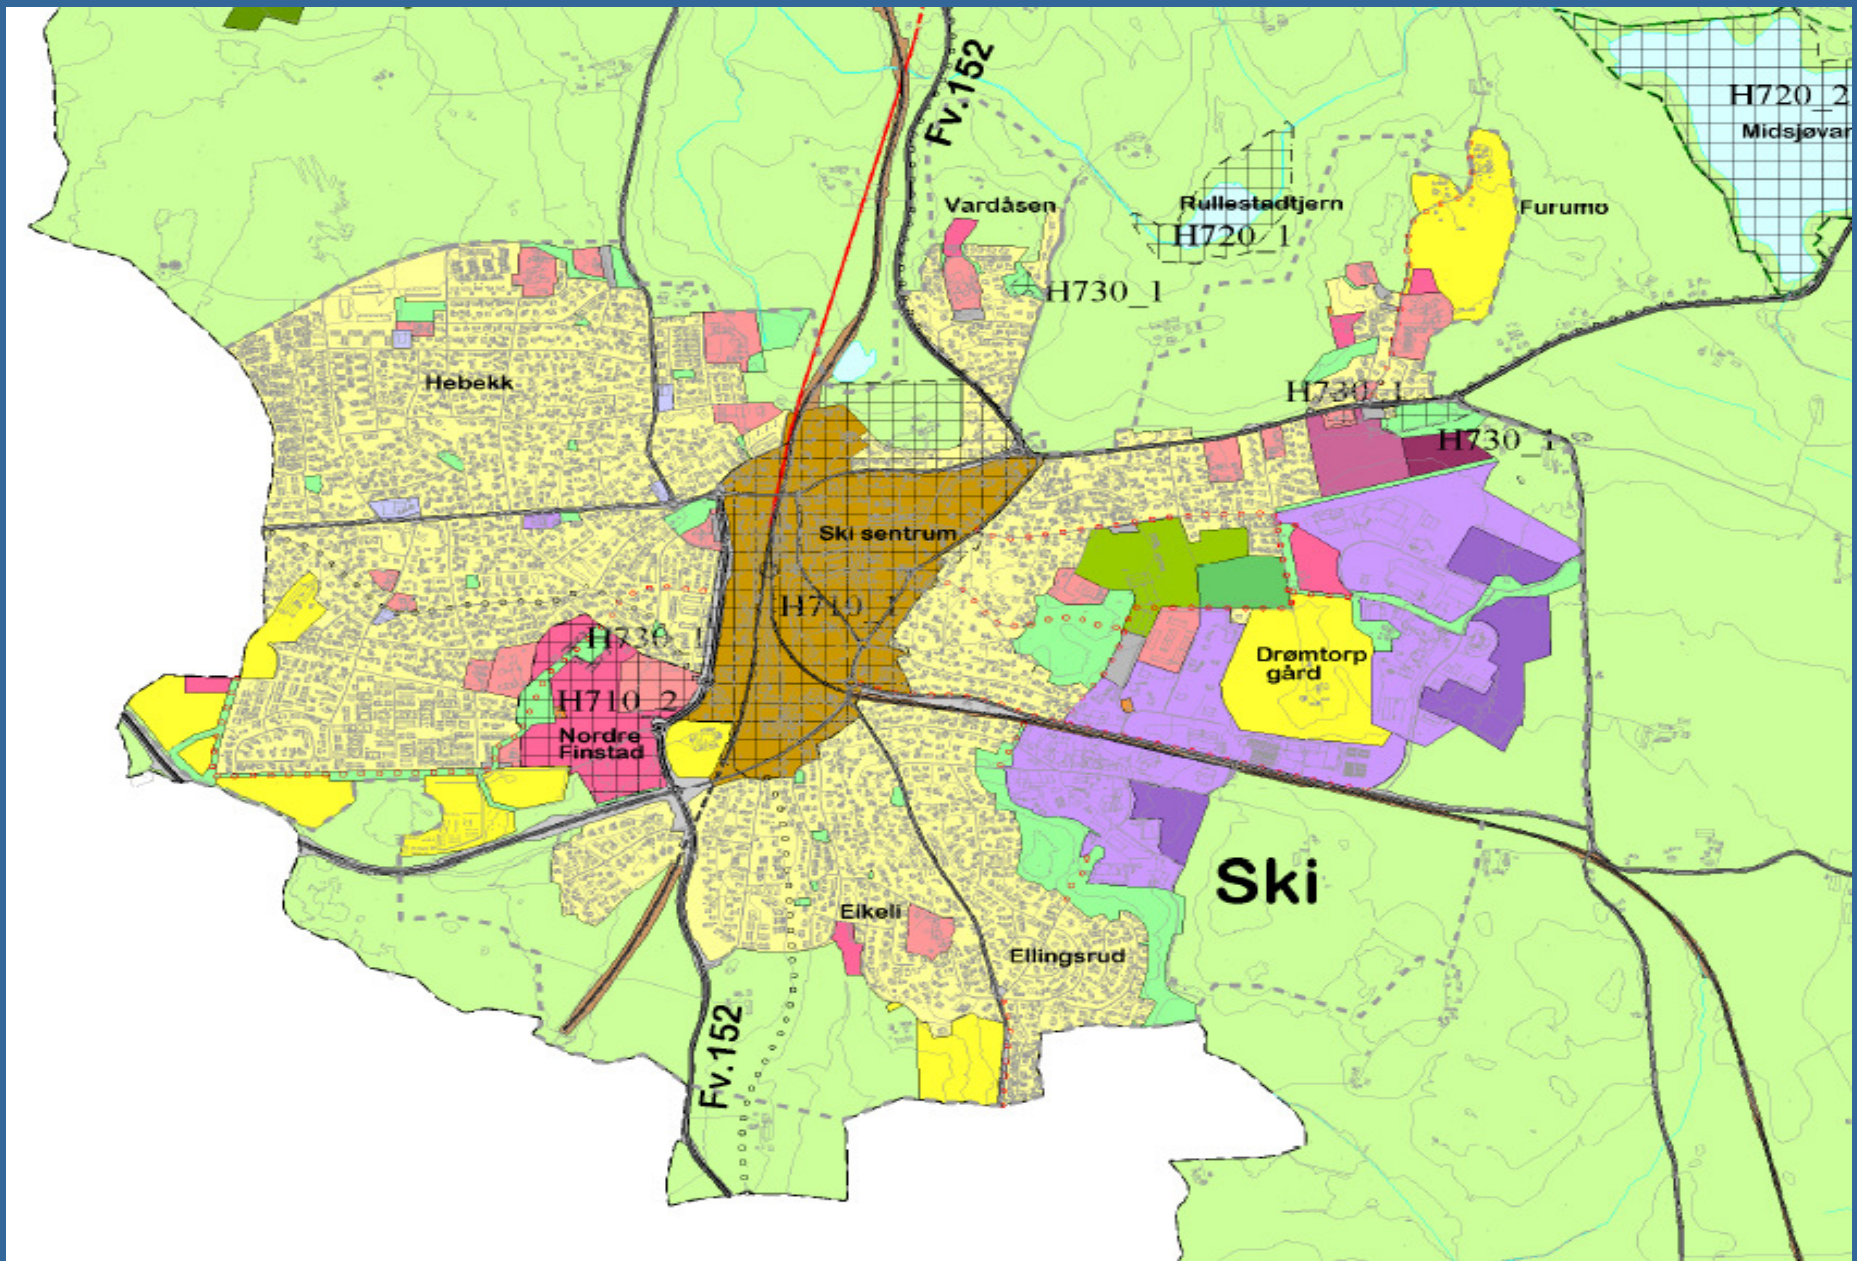 Fv.152
H720_2
Midsjøvar
Vardåsen
Rullestadtjern
H720_1
Furumo
H730_1
Hebekk
H730_1
H730_1
Ski sentrum
H710_1
H730_1
Drømtorp
gård
H710_2
Nordre
Finstad
Ski
Eikeli
Ellingsrud
Fv.152